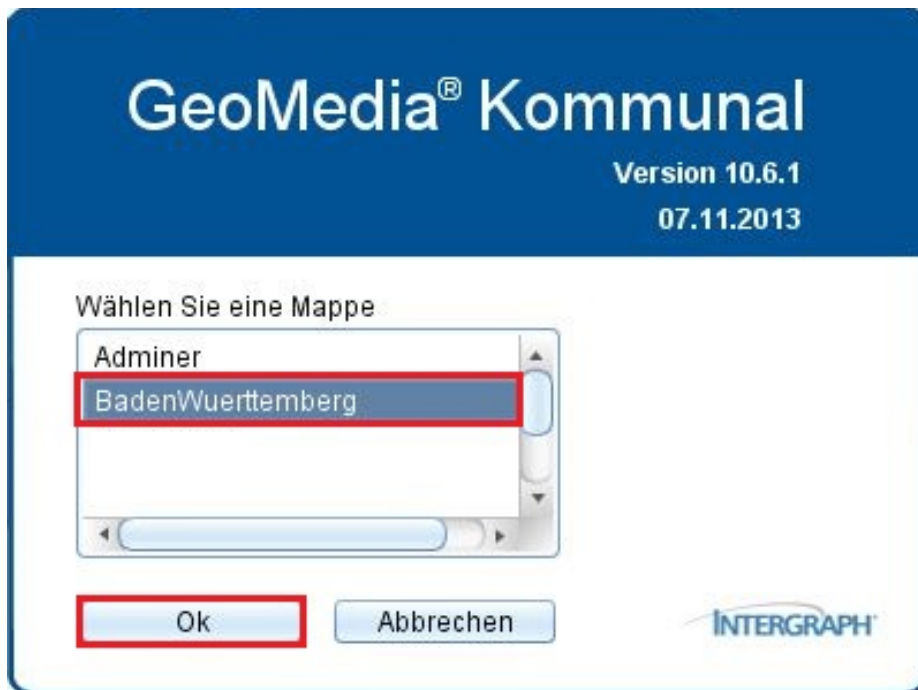 GeoMedia® Kommunal
Version 10.6.1
07.11.2013
Wählen Sie eine Mappe
Adminer
BadenWuerttemberg
Ok Abbrechen
INTERGRAPH